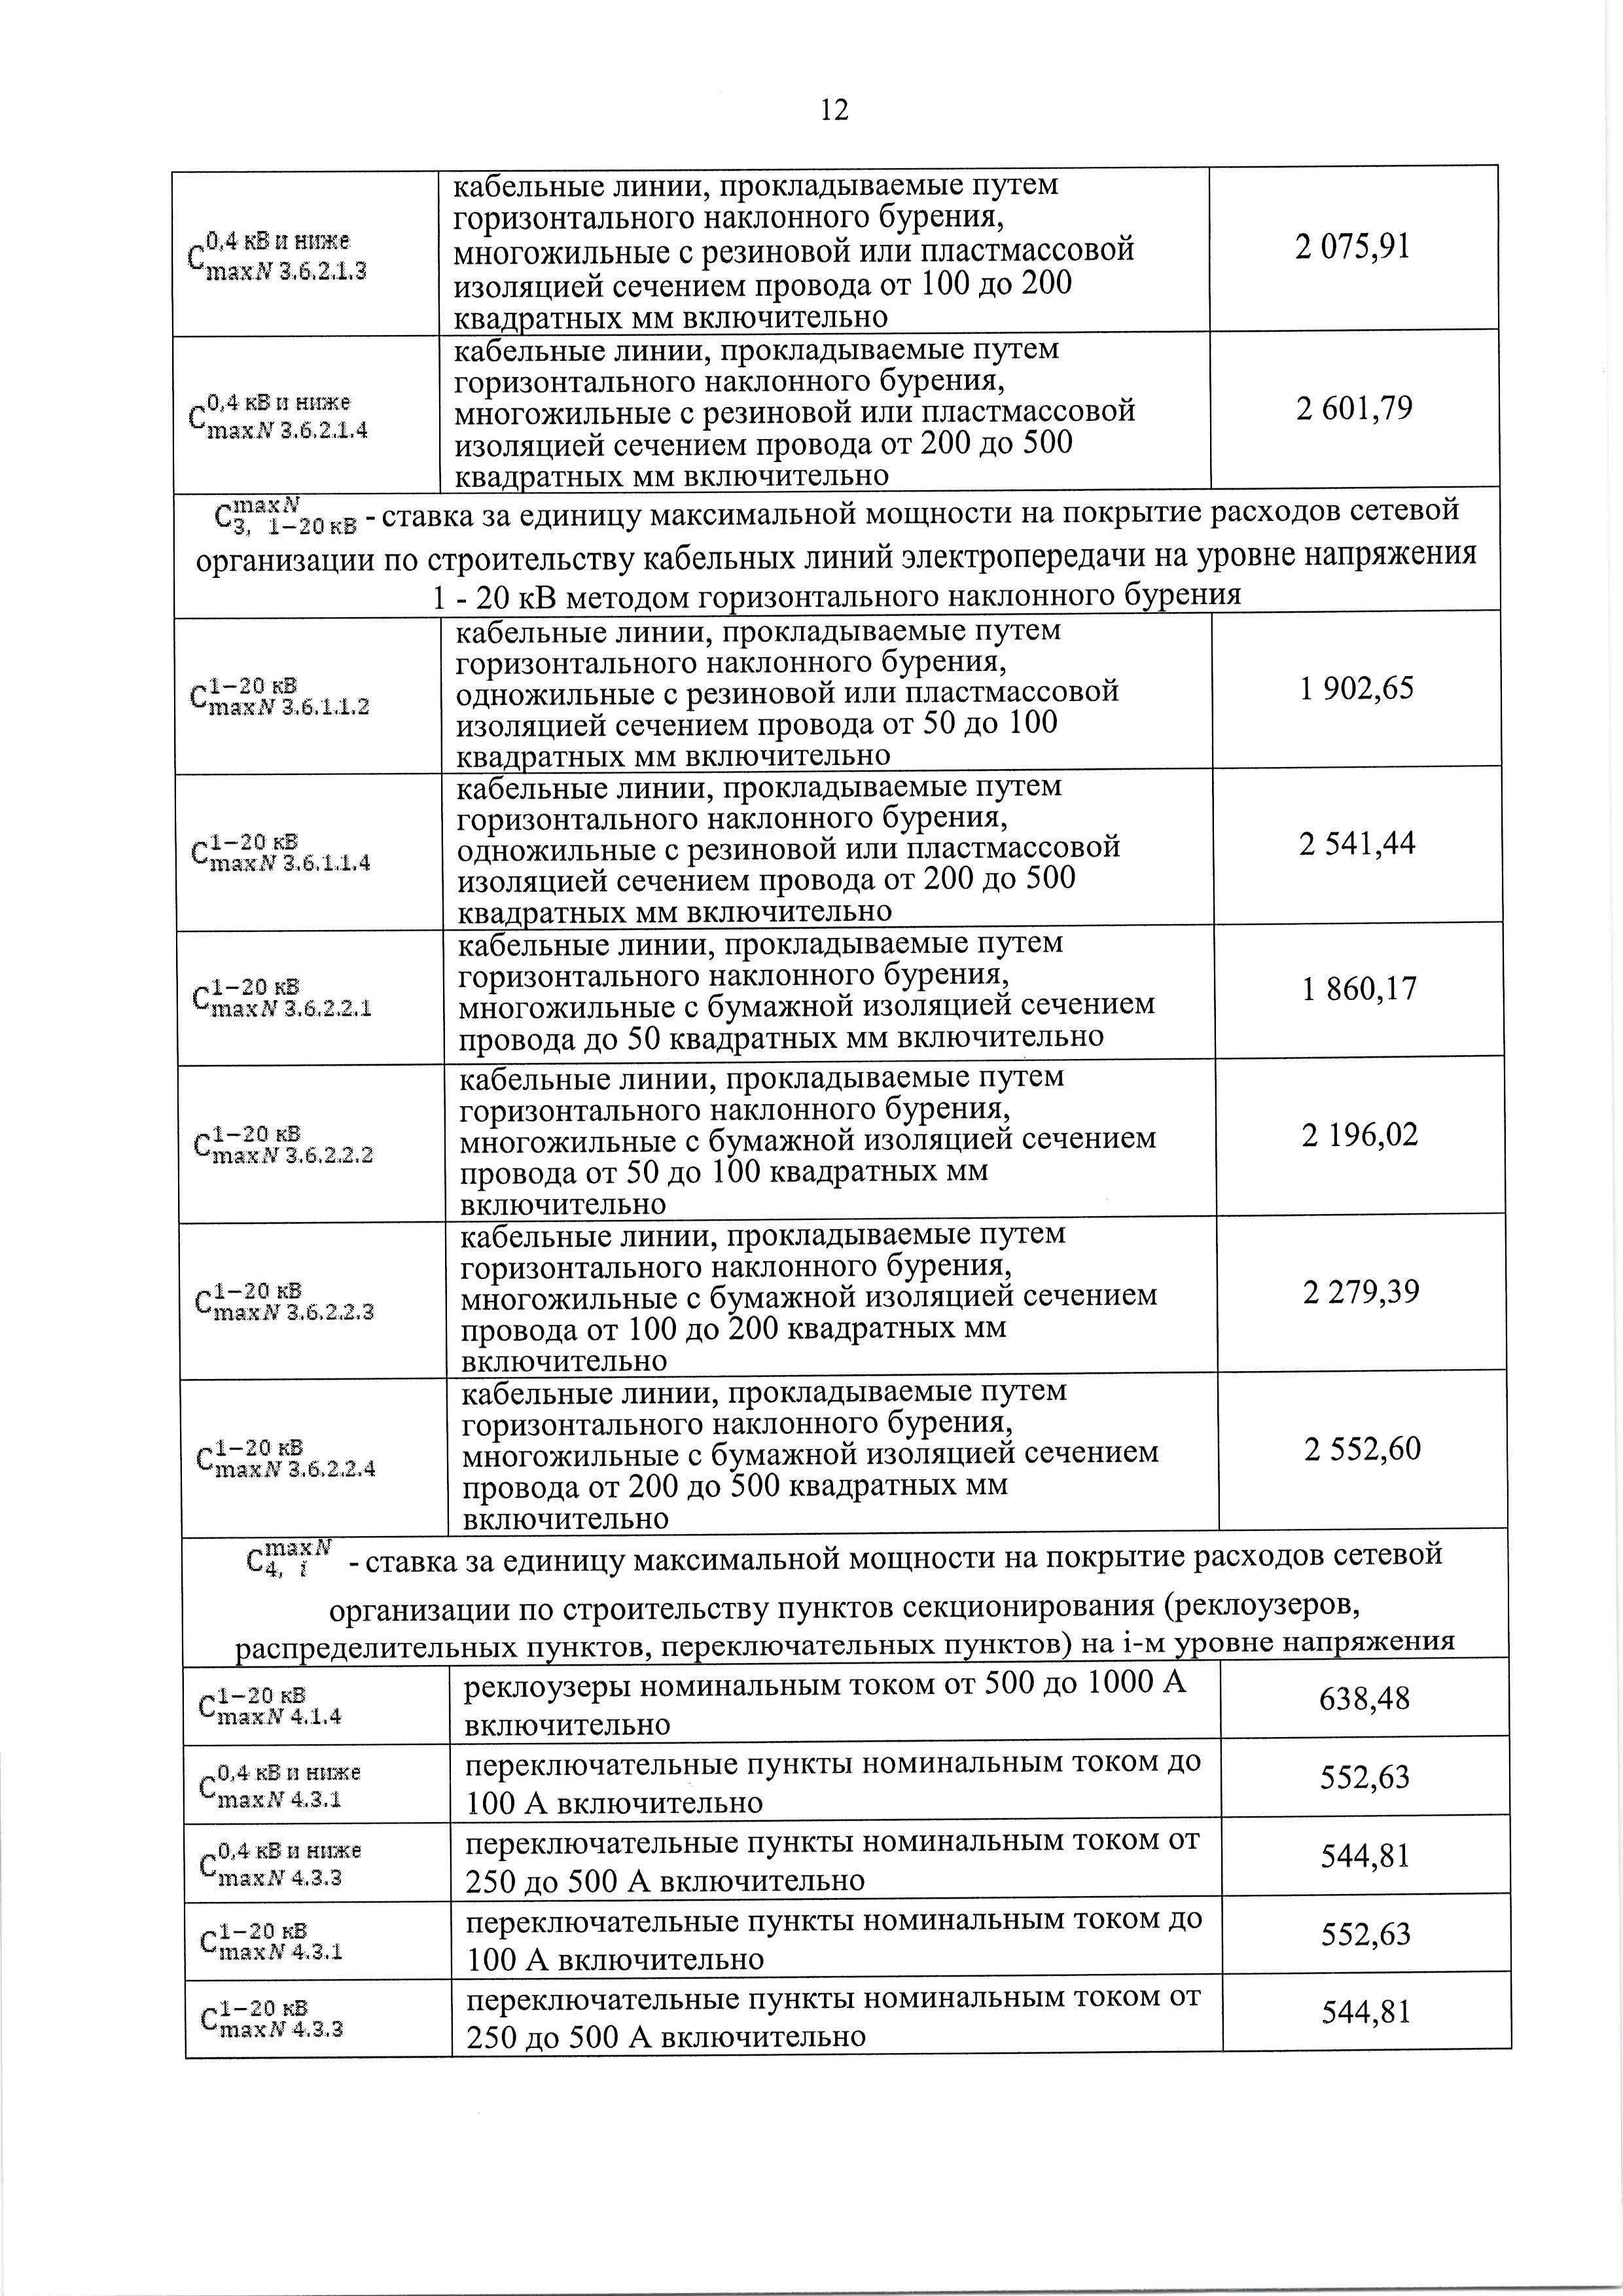 12
кабельные линии, прокладываемые путем
горизонтального наклонного бурения,
C 0,4 кВ и ниже maxN 3.6.2.1.3
многожильные с резиновой или пластмассовой
2 075,91
изоляцией сечением провода от 100 до 200
квадратных мм включительно
кабельные линии, прокладываемые путем
горизонтального наклонного бурения,
C 0,4 кВ и ниже maxN 3.6.2.1.4
многожильные с резиновой или пластмассовой
2 601,79
изоляцией сечением провода от 200 до 500
квадратных мм включительно
C maxN 3, 1–20 кВ - ставка за единицу максимальной мощности на покрытие расходов сетевой
организации по строительству кабельных линий электропередачи на уровне напряжения
1 - 20 кВ методом горизонтального наклонного бурения
кабельные линии, прокладываемые путем
горизонтального наклонного бурения,
C 1–20 кВ maxN 3.6.1.1.2
одножильные с резиновой или пластмассовой
1 902,65
изоляцией сечением провода от 50 до 100
квадратных мм включительно
кабельные линии, прокладываемые путем
горизонтального наклонного бурения,
C 1–20 кВ maxN 3.6.1.1.4
одножильные с резиновой или пластмассовой
2 541,44
изоляцией сечением провода от 200 до 500
квадратных мм включительно
кабельные линии, прокладываемые путем
горизонтального наклонного бурения,
C 1–20 кВ maxN 3.6.2.2.1
многожильные с бумажной изоляцией сечением
1 860,17
провода до 50 квадратных мм включительно
кабельные линии, прокладываемые путем
горизонтального наклонного бурения,
C 1–20 кВ maxN 3.6.2.2.2
многожильные с бумажной изоляцией сечением
2 196,02
провода от 50 до 100 квадратных мм
включительно
кабельные линии, прокладываемые путем
горизонтального наклонного бурения,
C 1–20 кВ maxN 3.6.2.2.3
многожильные с бумажной изоляцией сечением
2 279,39
провода от 100 до 200 квадратных мм
включительно
кабельные линии, прокладываемые путем
горизонтального наклонного бурения,
C 1–20 кВ maxN 3.6.2.2.4
многожильные с бумажной изоляцией сечением
2 552,60
провода от 200 до 500 квадратных мм
включительно
C maxN 4, i - ставка за единицу максимальной мощности на покрытие расходов сетевой
организации по строительству пунктов секционирования (реклоузеров,
распределительных пунктов, переключательных пунктов) на i-м уровне напряжения
C 1–20 кВ maxN 4.1.4
реклоузеры номинальным током от 500 до 1000 А
включительно
638,48
C 0,4 кВ и ниже maxN 4.3.1
переключательные пункты номинальным током до
100 А включительно
552,63
C 0,4 кВ и ниже maxN 4.3.3
переключательные пункты номинальным током от
250 до 500 А включительно
544,81
C 1–20 кВ maxN 4.3.1
переключательные пункты номинальным током до
100 А включительно
552,63
C 1–20 кВ maxN 4.3.3
переключательные пункты номинальным током от
250 до 500 А включительно
544,81